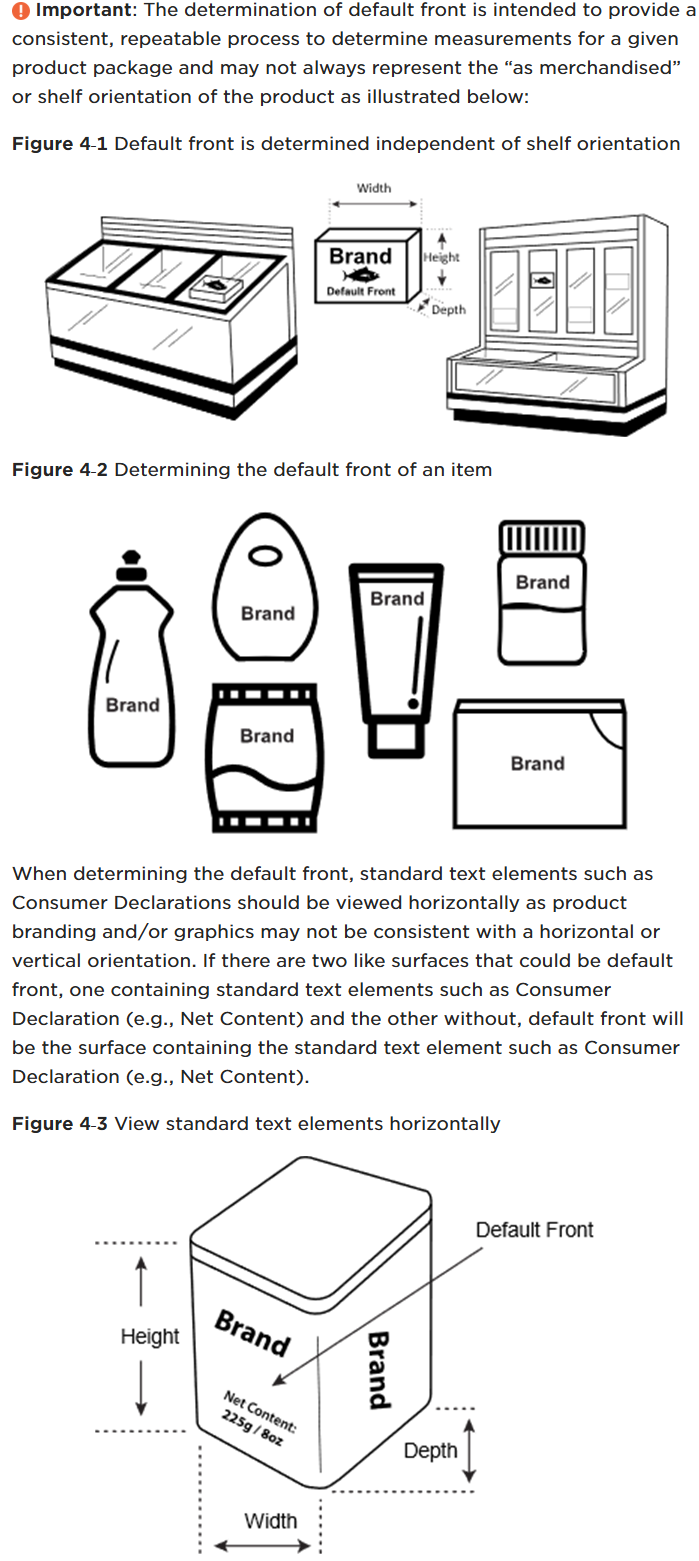 ! Important: The determination of default front is intended to provide a
consistent, repeatable process to determine measurements for a given
product package and may not always represent the “as merchandised”
or shelf orientation of the product as illustrated below:
Figure 4-1 Default front is determined independent of shelf orientation
Width
Brand
Default Front
Height
Depth
Figure 4-2 Determining the default front of an item
Brand
Brand
Brand
Brand
Brand
Brand
When determining the default front, standard text elements such as
Consumer Declarations should be viewed horizontally as product
branding and/or graphics may not be consistent with a horizontal or
vertical orientation. If there are two like surfaces that could be default
front, one containing standard text elements such as Consumer
Declaration (e.g., Net Content) and the other without, default front will
be the surface containing the standard text element such as Consumer
Declaration (e.g., Net Content).
Figure 4-3 View standard text elements horizontally
Default Front
Height
Brand
Net Content:
225g / 8oz
Brand
Depth
Width